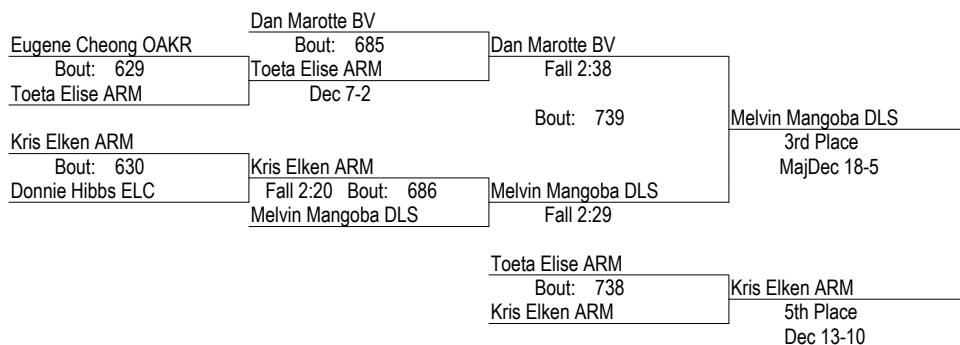 Dan Marotte BV
Eugene Cheong OAKR
Bout: 685
Dan Marotte BV
Bout: 629
Toeta Elise ARM
Fall 2:38
Toeta Elise ARM
Dec 7-2
Bout: 739
Melvin Mangoba DLS
Kris Elken ARM
3rd Place
Bout: 630
Kris Elken ARM
MajDec 18-5
Donnie Hibbs ELC
Fall 2:20 Bout: 686
Melvin Mangoba DLS
Melvin Mangoba DLS
Fall 2:29
Toeta Elise ARM
Bout: 738
Kris Elken ARM
Kris Elken ARM
5th Place
Dec 13-10